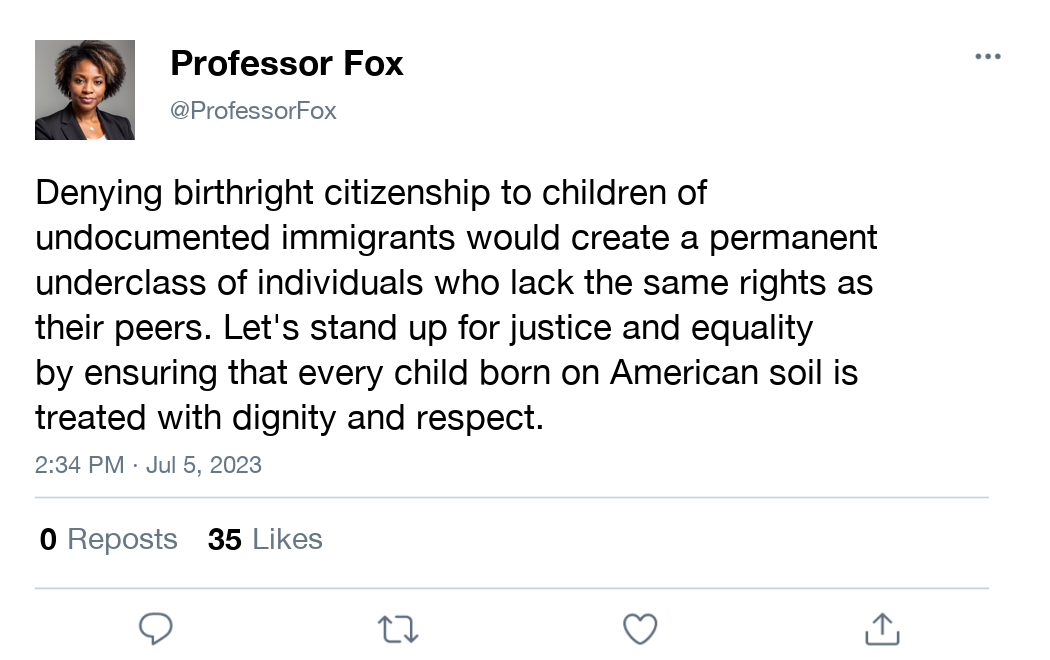 Professor Fox
@ProfessorFox
Denying birthright citizenship to children of
undocumented immigrants would create a permanent
underclass of individuals who lack the same rights as
their peers. Let's stand up for justice and equality
by ensuring that every child born on American soil is
treated with dignity and respect.
2:34 PM · Jul 5, 2023
0 Reposts 35 Likes